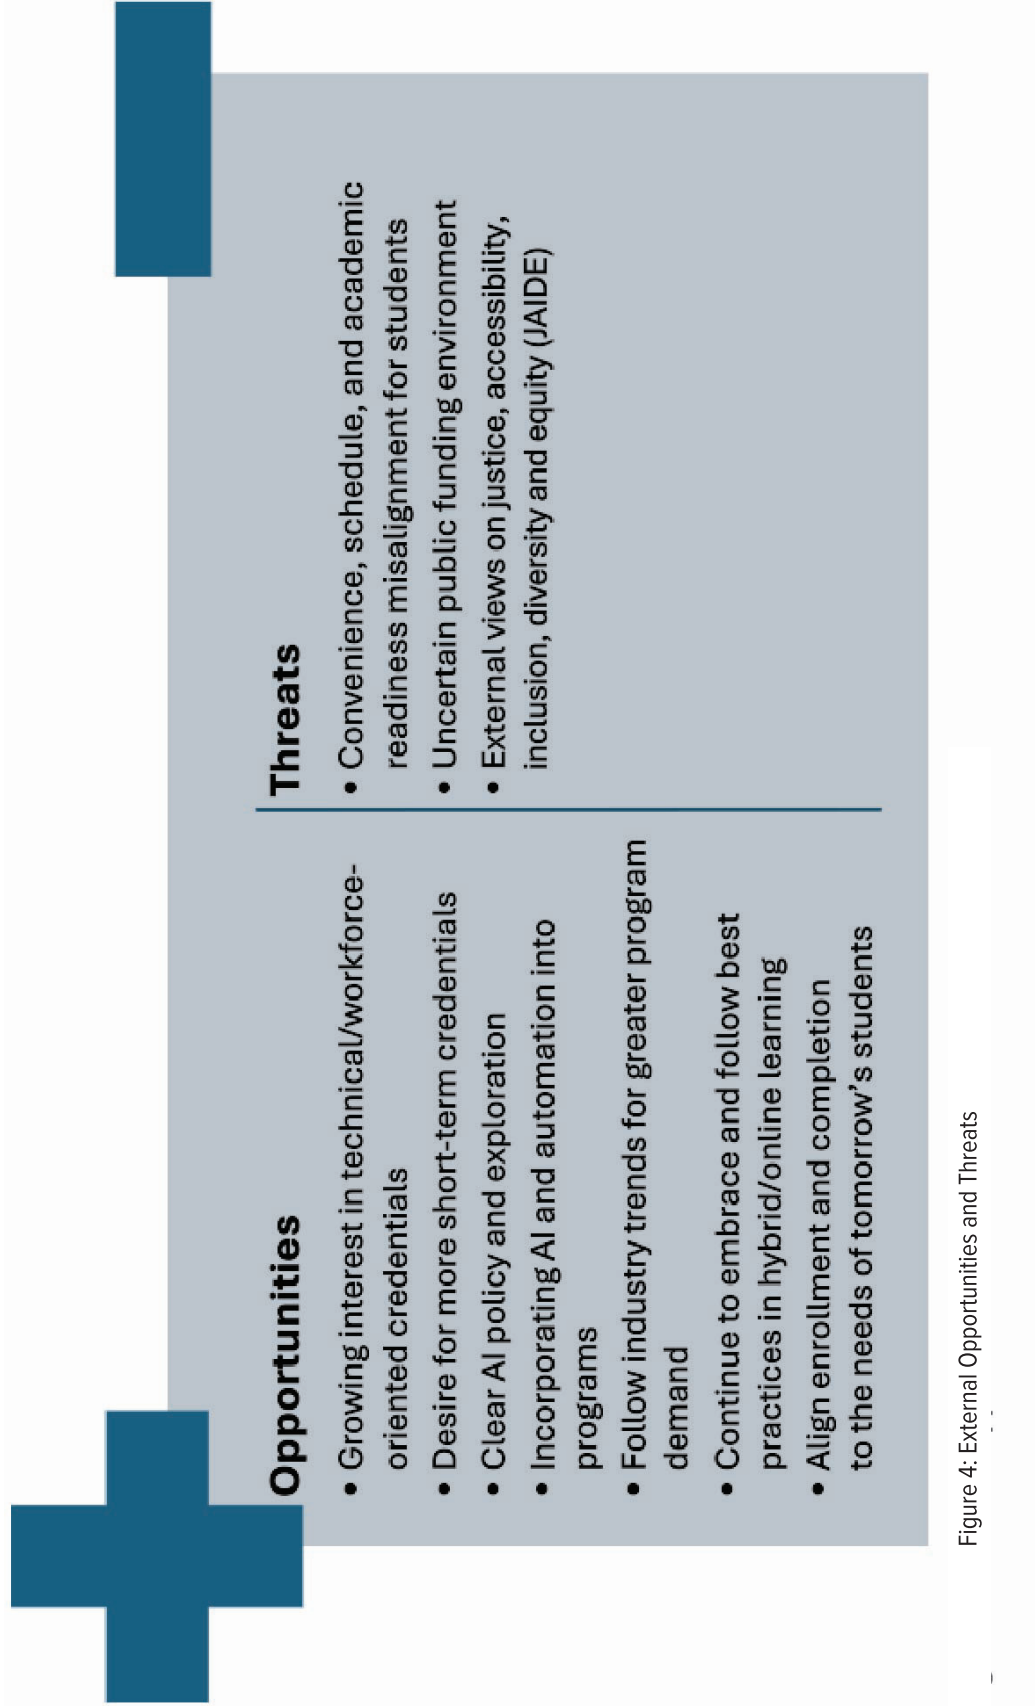 Opportunities
• Growing interest in technical/workforce-
oriented credentials
• Desire for more short-term credentials
• Clear AI policy and exploration
• Incorporating AI and automation into
programs
• Follow industry trends for greater program
demand
• Continue to embrace and follow best
practices in hybrid/online learning
• Align enrollment and completion
to the needs of tomorrow's students
Threats
• Convenience, schedule, and academic
readiness misalignment for students
• Uncertain public funding environment
• External views on justice, accessibility,
inclusion, diversity and equity (JAIDE)
Figure 4: External Opportunities and Threats